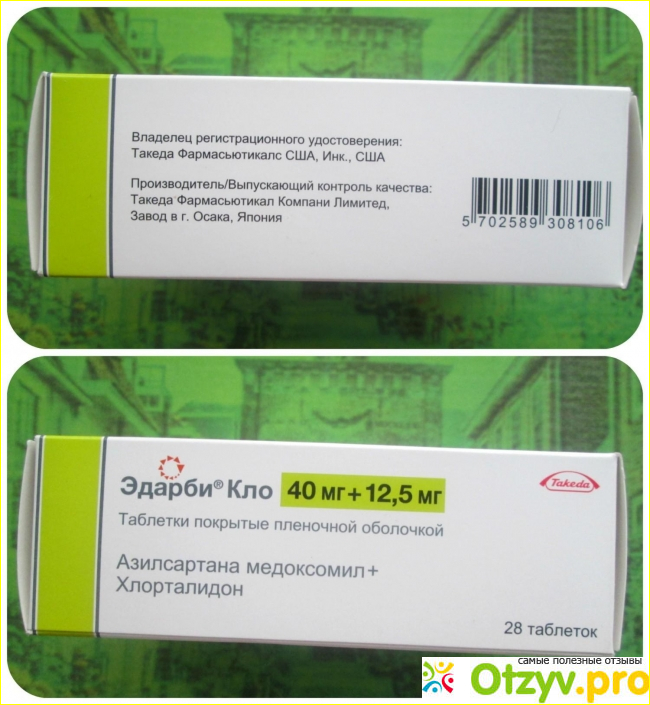 Владелец регистрационного удостоверения:
Такеда Фармасьютикалс США, Инк., США
Производитель/Выпускающий контроль качества:
Такеда Фармасьютикал Компани Лимитед,
Завод в г. Осака, Япония
5 702589 308106
Эдарби® Кло 40 мг + 12,5 мг
Takeda
Таблетки покрытые пленочной оболочкой
Азилсартана медоксомил+
Хлорталидон
28 таблеток
самые полезные отзывы
Otzyv.pro